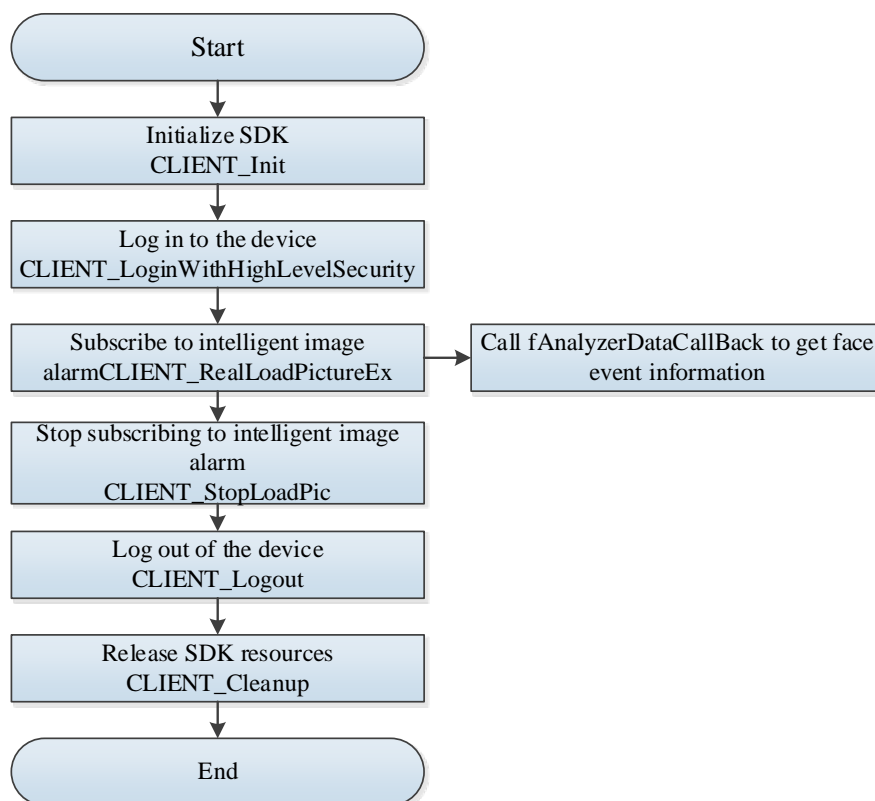 Start
Initialize SDK
CLIENT_Init
Log in to the device
CLIENT_LoginWithHighLevelSecurity
Subscribe to intelligent image
alarmCLIENT_RealLoadPictureEx
Call fAnalyzerDataCallBack to get face
event information
Stop subscribing to intelligent image
alarm
CLIENT_StopLoadPic
Log out of the device
CLIENT_Logout
Release SDK resources
CLIENT_Cleanup
End